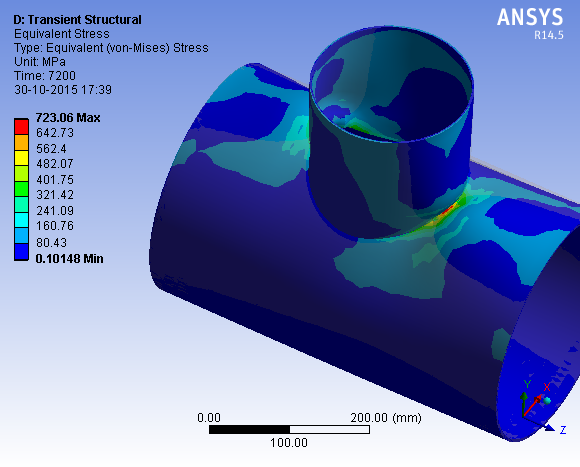 D: Transient Structural
Equivalent Stress
Type: Equivalent (von-Mises) Stress
Unit: MPa
Time: 7200
30-10-2015 17:39
ANSYS
R14.5
723.06 Max
642.73
562.4
482.07
401.75
321.42
241.09
160.76
80.43
0.10148 Min
Y
X
Z
0.00
200.00 (mm)
100.00